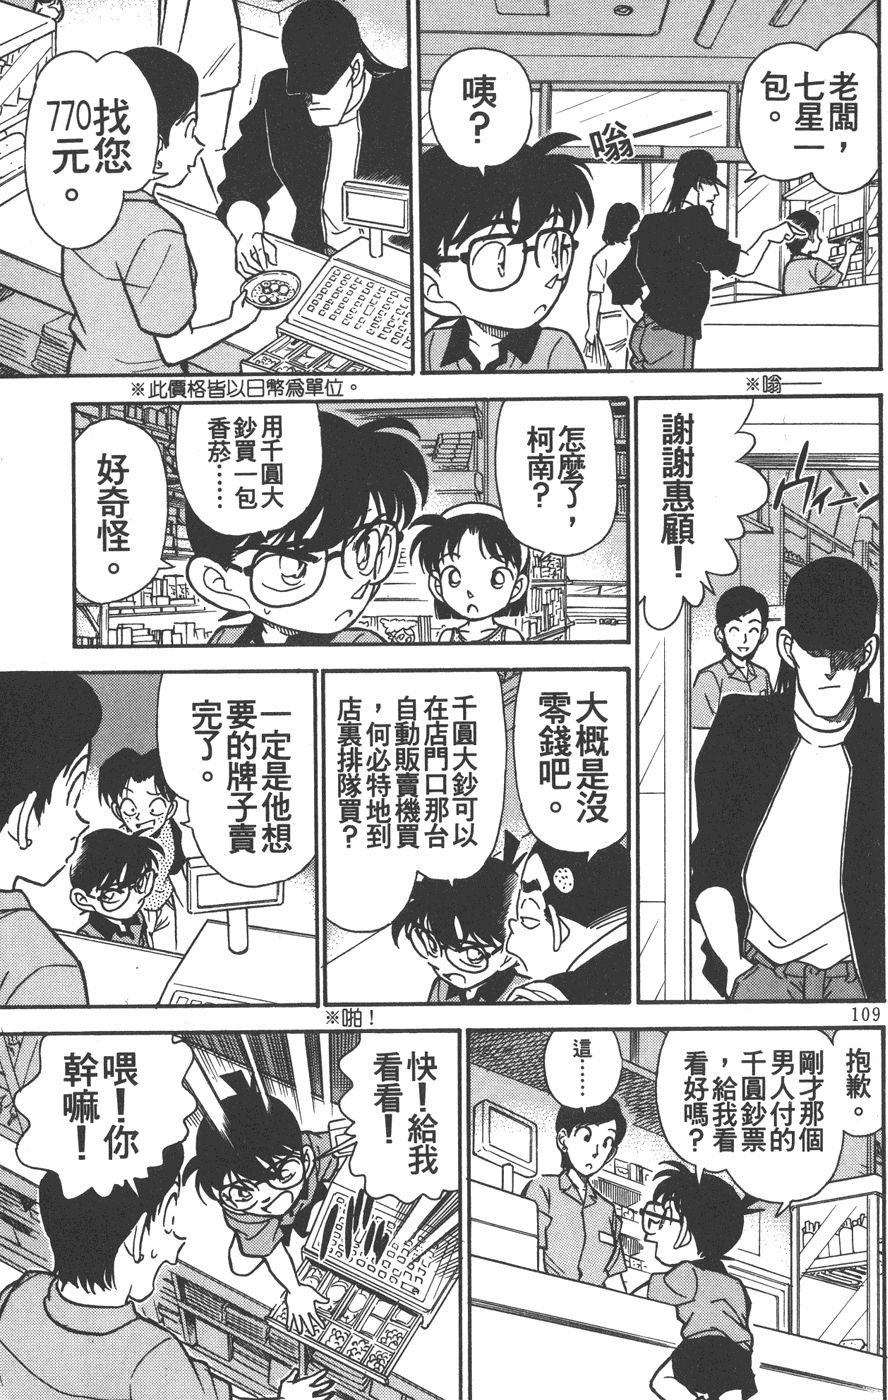 老闆，
七星一
包。
嗡——
咦？
找您
770
元。
※嗡——
※此價格皆以日幣為單位。
謝謝惠顧！
ウィーン
怎麼了，
柯南？
用千圓大
鈔買一包
香菸……
好奇怪。
大概是沒
零錢吧。
千圓大鈔可以
在店門口那台
自動販賣機買
，何必特地到
店裏排隊買？
一定是他想
要的牌子賣
完了。
109
※啪！
抱歉。
剛才那個
男人付的
千圓鈔票
，給我看
看好嗎？
這……
快！給我
看看！
喂！你
幹嘛！